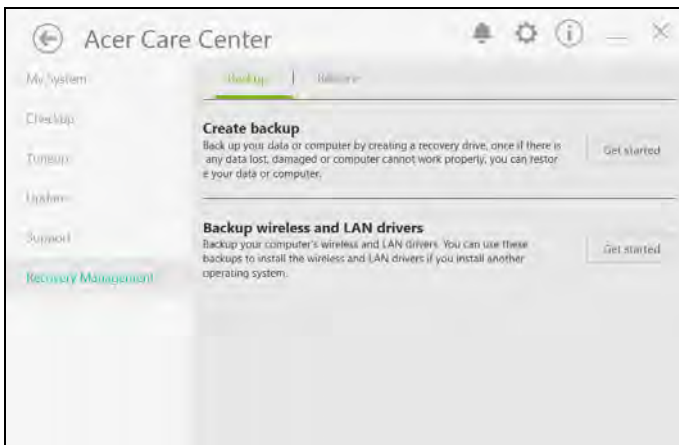 Acer Care Center
My System
Checkup
Tuneup
Update
Support
Recovery Management
Backup
Create backup
Back up your data or computer by creating a recovery drive, once if there is
any data lost, damaged or computer cannot work properly, you can restor
e your data or computer.
Get started
Backup wireless and LAN drivers
Backup your computer's wireless and LAN drivers. You can use these
backups to install the wireless and LAN drivers if you install another
operating system.
Get started